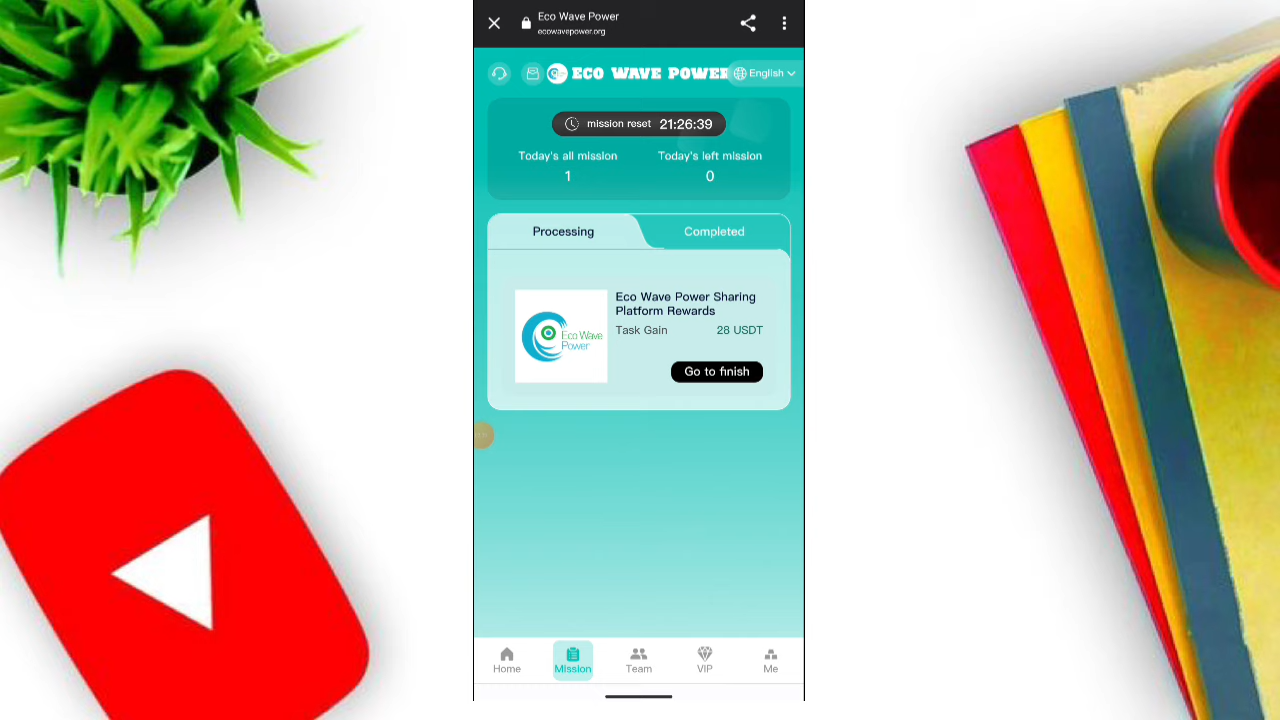 Eco Wave Power
ecowavepower.org
ECO WAVE POWER
English
mission reset 21:26:39
Today's all mission
Today's left mission
1
0
Processing
Completed
Eco Wave Power Sharing
Platform Rewards
Eco Wave
Power
Task Gain
28 USDT
Go to finish
Home
Mission
Team
VIP
Me